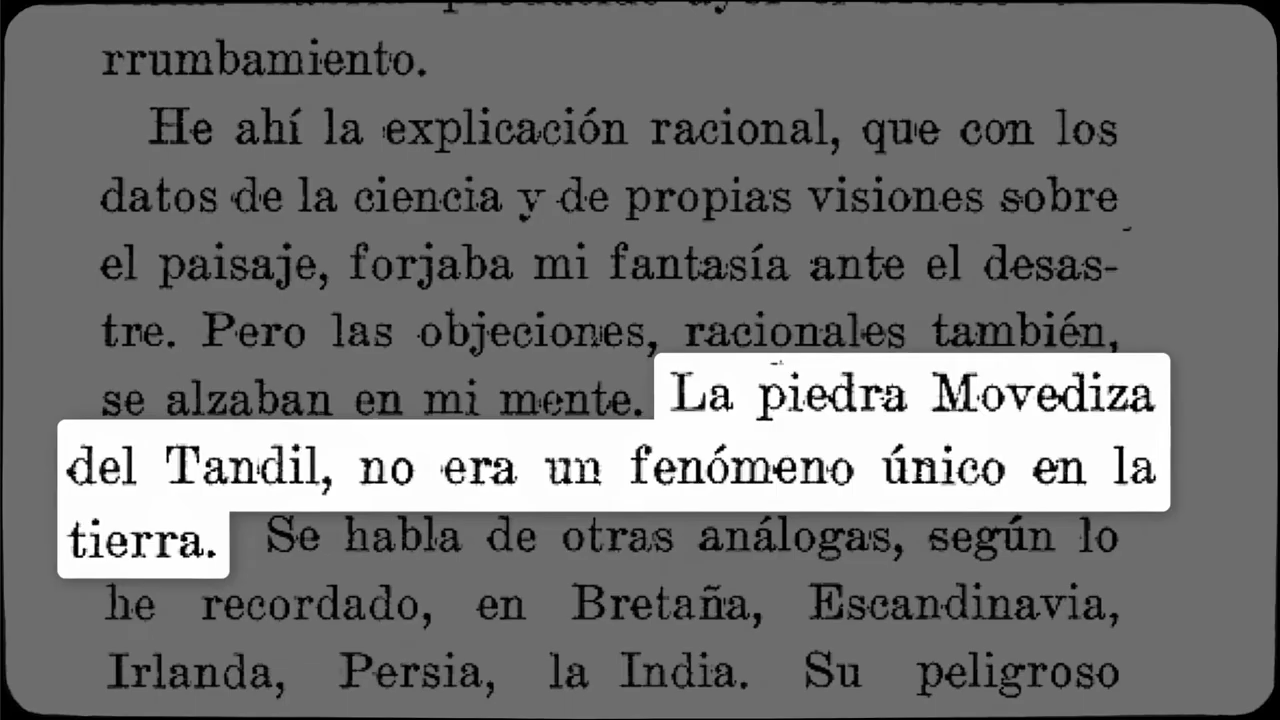 rrumbamiento.
He ahí la explicación racional, que con los
datos de la ciencia y de propias visiones sobre
el paisaje, forjaba mi fantasía ante el desas-
tre. Pero las objeciones, racionales también,
se alzaban en mi mente. La piedra Movediza
del Tandil, no era un fenómeno único en la
tierra. Se habla de otras análogas, según lo
he recordado, en Bretaña, Escandinavia,
Irlanda, Persia, la India. Su peligroso